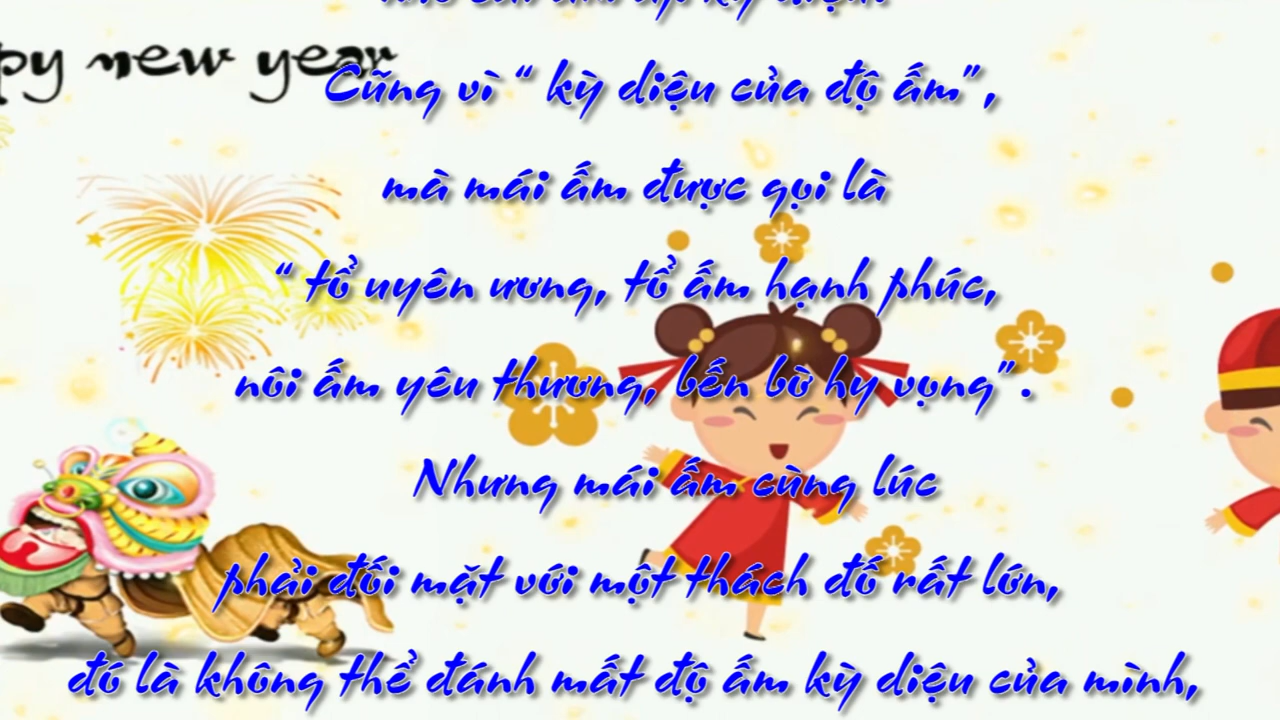 py new year
Cũng vì “ kỳ diệu của độ ấm”,
mà mái ấm được gọi là
“ tổ uyên ương, tổ ấm hạnh phúc,
nôi ấm yêu thương, bến bờ hy vọng”.
Nhưng mái ấm cùng lúc
phải đối mặt với một thách đố rất lớn,
đó là không thể đánh mất độ ấm kỳ diệu của mình,